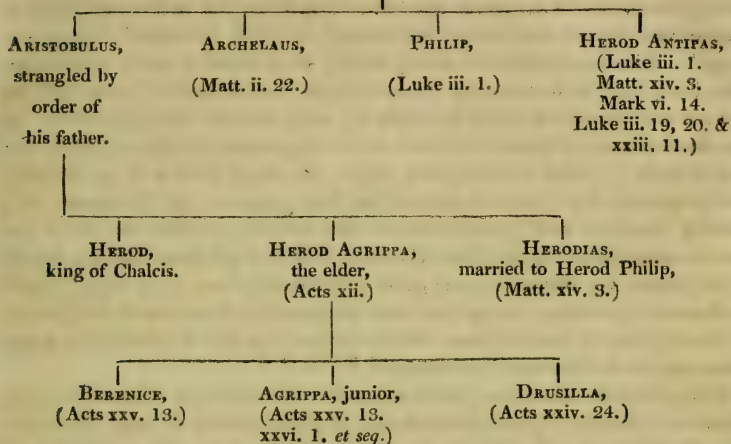 ARISTOBULUS,
strangled by
order of
his father.
ARCHELAUS,
(Matt. ii. 22.)
PHILIP,
(Luke iii. 1.)
HEROD ANTIPAS,
(Luke iii. 1.
Matt. xiv. 3.
Mark vi. 14.
Luke iii. 19, 20. &
xxiii. 11.)
HEROD,
king of Chalcis.
HEROD AGRIPPA,
the elder,
(Acts xii.)
HERODIAS,
married to Herod Philip,
(Matt. xiv. 3.)
BERENICE,
(Acts xxv. 13.)
AGRIPPA, junior,
(Acts xxv. 13.
xxvi. 1, et seq.)
DRUSILLA,
(Acts xxiv. 24.)